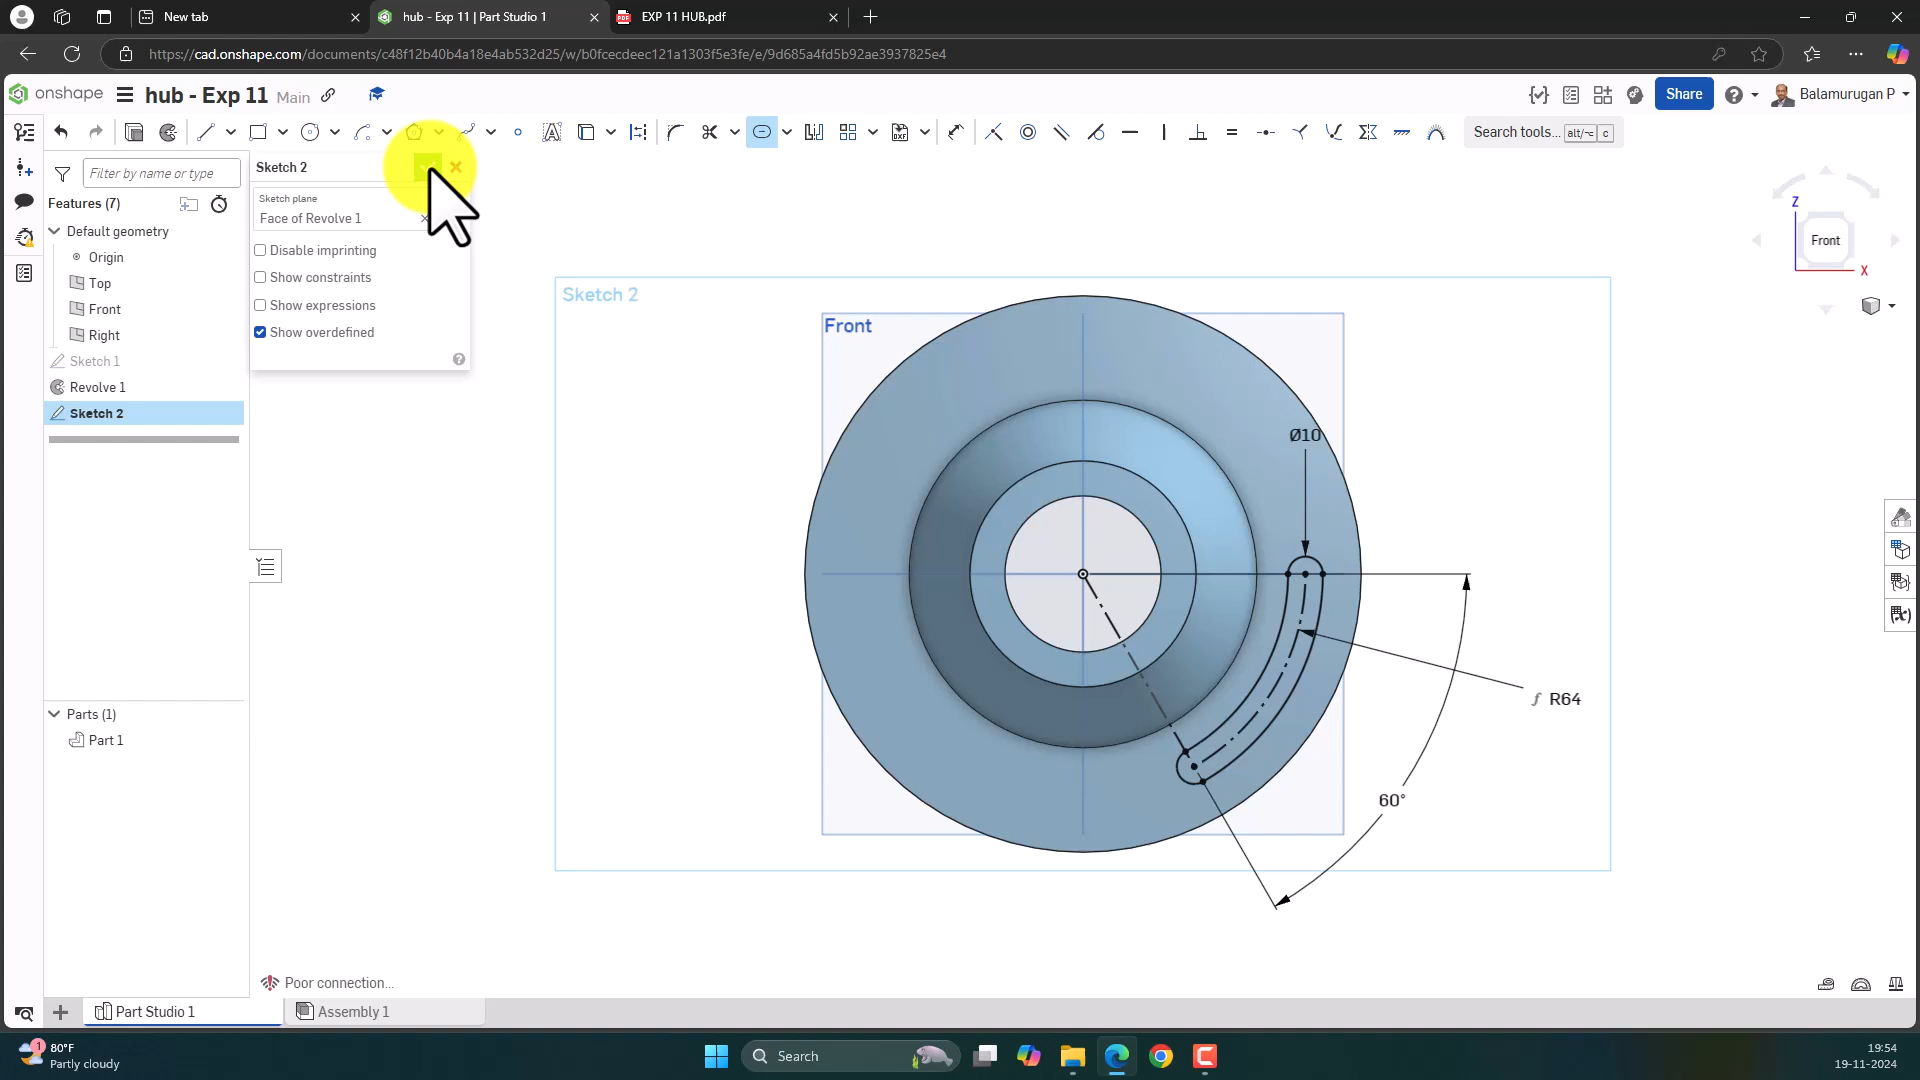 New tab
hub - Exp 11 | Part Studio 1
EXP 11 HUB.pdf
https://cad.onshape.com/documents/c48f12b40b4a18e4ab532d25/w/b0fcecdeec121a1303f5e3fe/e/9d685a4fd5b92ae3937825e4
onshape
hub - Exp 11 Main
Share
Balamurugan P
Search tools... alt/⌥ c
Filter by name or type
Features (7)
Default geometry
Origin
Top
Front
Right
Sketch 1
Revolve 1
Sketch 2
Sketch 2
Sketch plane
Face of Revolve 1
Disable imprinting
Show constraints
Show expressions
Show overdefined
Sketch 2
Front
Ø10
ƒ R64
60°
Z
Front
X
Parts (1)
Part 1
Poor connection...
Part Studio 1
Assembly 1
1
80°F
Partly cloudy
Search
19:54
19-11-2024